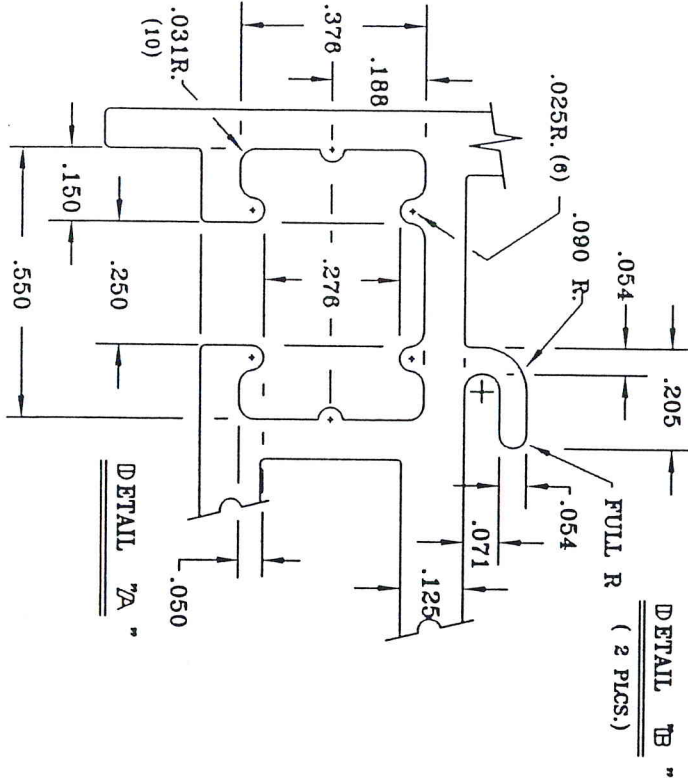 .376
.188
.031R.
(10)
.025R. (6)
.090 R.
.054
.205
.276
.150
.250
.550
FULL R
.054
.071
.125
.050
DETAIL "A"
DETAIL "B"
( 2 PLCS.)